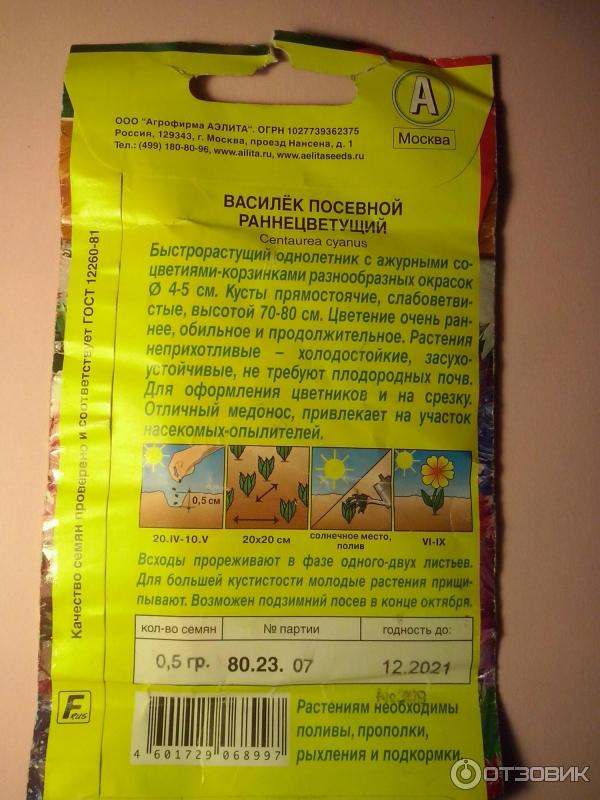 ООО "Агрофирма АЭЛИТА". ОГРН 1027739362375
Россия, 129343, г. Москва, проезд Нансена, д. 1
Тел.: (499) 180-80-96, www.ailita.ru, www.aelitaseeds.ru
А
Москва
ВАСИЛЁК ПОСЕВНОЙ
РАННЕЦВЕТУЩИЙ
Centaurea cyanus
Быстрорастущий однолетник с ажурными со-
цветиями-корзинками разнообразных окрасок
Ø 4-5 см. Кусты прямостоячие, слабоветви-
стые, высотой 70-80 см. Цветение очень ран-
нее, обильное и продолжительное. Растения
неприхотливые – холодостойкие, засухо-
устойчивые, не требуют плодородных почв.
Для оформления цветников и на срезку.
Отличный медонос, привлекает на участок
насекомых-опылителей.
Качество семян проверено и соответствует ГОСТ 12260-81
0,5 см
20.IV-10.V
20х20 см
солнечное место,
полив
VI-IX
Всходы прореживают в фазе одного-двух листьев.
Для большей кустистости молодые растения прищи-
пывают. Возможен подзимний посев в конце октября.
кол-во семян
№ партии
годность до:
0,5 гр.
80.23. 07
12.2021
F RUS
4 601729 068997
Растениям необходимы
поливы, прополки,
рыхления и подкормки.
ОТЗОВИК